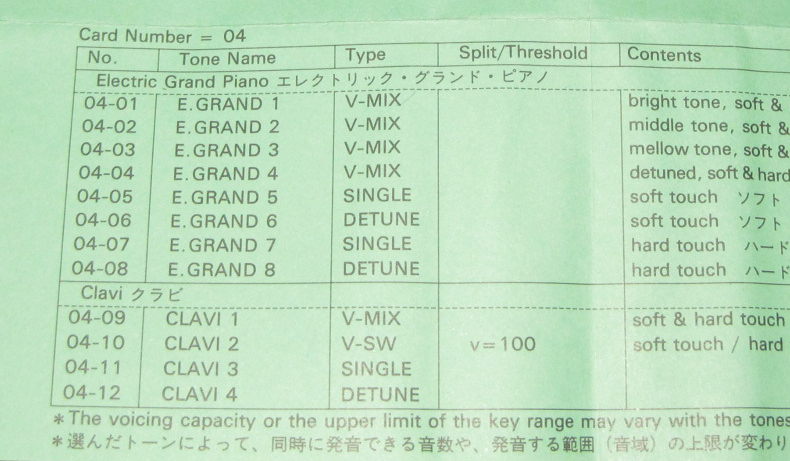 Card Number = 04
No. Tone Name Type Split/Threshold Contents
Electric Grand Piano エレクトリック・グランド・ピアノ
04-01 E.GRAND 1 V-MIX bright tone, soft &
04-02 E.GRAND 2 V-MIX middle tone, soft &
04-03 E.GRAND 3 V-MIX mellow tone, soft &
04-04 E.GRAND 4 V-MIX detuned, soft & hard
04-05 E.GRAND 5 SINGLE soft touch ソフト
04-06 E.GRAND 6 DETUNE soft touch ソフト
04-07 E.GRAND 7 SINGLE hard touch ハード
04-08 E.GRAND 8 DETUNE hard touch ハード
Clavi クラビ
04-09 CLAVI 1 V-MIX soft & hard touch
04-10 CLAVI 2 V-SW v=100 soft touch / hard
04-11 CLAVI 3 SINGLE
04-12 CLAVI 4 DETUNE
*The voicing capacity or the upper limit of the key range may vary with the tones
*選んだトーンによって、同時に発音できる音数や、発音する範囲（音域）の上限が変わり